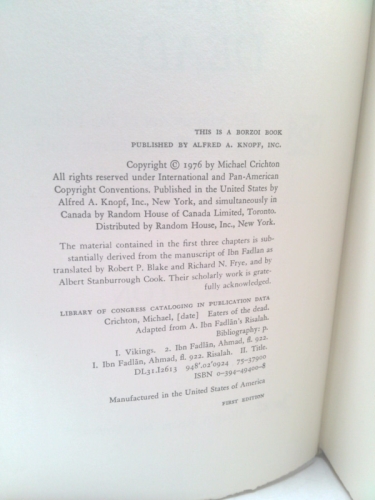 THIS IS A BORZOI BOOK
PUBLISHED BY ALFRED A. KNOPF, INC.
Copyright © 1976 by Michael Crichton
All rights reserved under International and Pan-American
Copyright Conventions. Published in the United States by
Alfred A. Knopf, Inc., New York, and simultaneously in
Canada by Random House of Canada Limited, Toronto.
Distributed by Random House, Inc., New York.
The material contained in the first three chapters is sub-
stantially derived from the manuscript of Ibn Fadlan as
translated by Robert P. Blake and Richard N. Frye, and by
Albert Stanburrough Cook. Their scholarly work is grate-
fully acknowledged.
LIBRARY OF CONGRESS CATALOGING IN PUBLICATION DATA
Crichton, Michael, [date] Eaters of the dead.
Adapted from A. Ibn Fadlān's Risalah.
Bibliography: p.
1. Vikings. 2. Ibn Fadlān, Ahmad, fl. 922.
I. Ibn Fadlān, Ahmad, fl. 922. Risalah. II. Title.
DL31.I2613 948'.02'0924 75-37900
ISBN 0-394-49400-8
Manufactured in the United States of America
FIRST EDITION